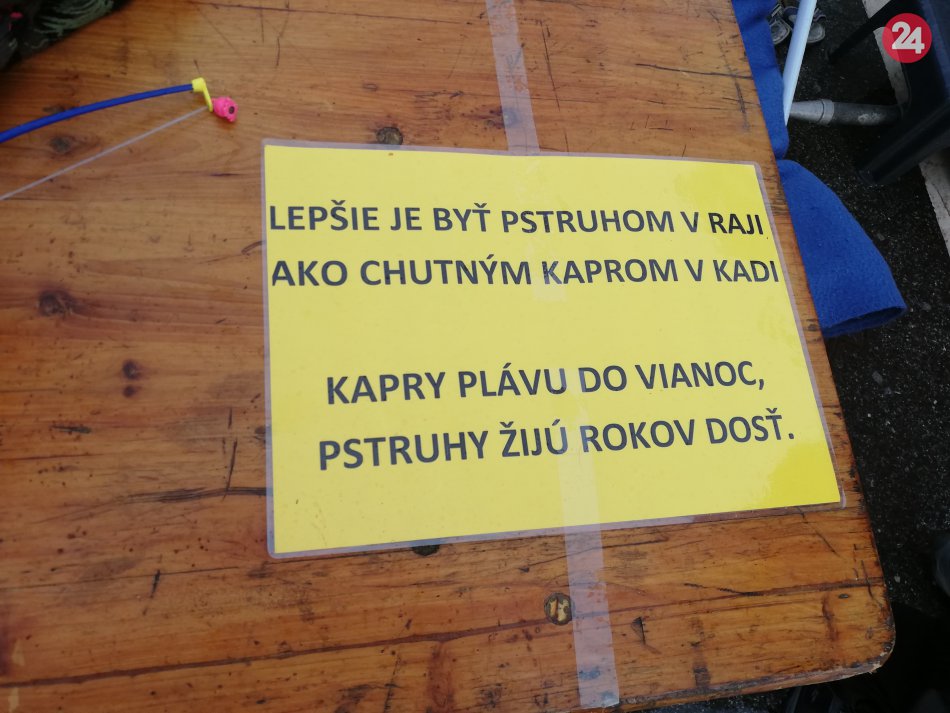 24
LEPŠIE JE BYŤ PSTRUHOM V RAJI
AKO CHUTNÝM KAPROM V KADI
KAPRY PLÁVU DO VIANOC,
PSTRUHY ŽIJÚ ROKOV DOSŤ.